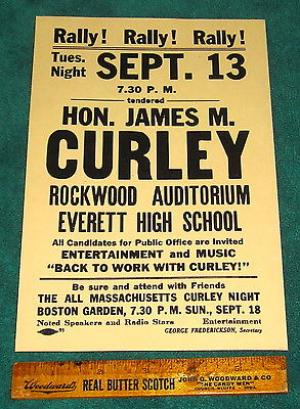 Rally! Rally! Rally!
Tues. Night SEPT. 13
7.30 P. M.
tendered
HON. JAMES M.
CURLEY
ROCKWOOD AUDITORIUM
EVERETT HIGH SCHOOL
All Candidates for Public Office are Invited
ENTERTAINMENT and MUSIC
"BACK TO WORK WITH CURLEY!"
Be sure and attend with Friends
THE ALL MASSACHUSETTS CURLEY NIGHT
BOSTON GARDEN, 7.30 P. M. SUN., SEPT. 18
Noted Speakers and Radio Stars Entertainment
GEORGE FREDERICKSON, Secretary
Woodward's REAL BUTTER SCOTCH JOHN G. WOODWARD & CO
"THE CANDY MEN"
COUNCIL BLUFFS